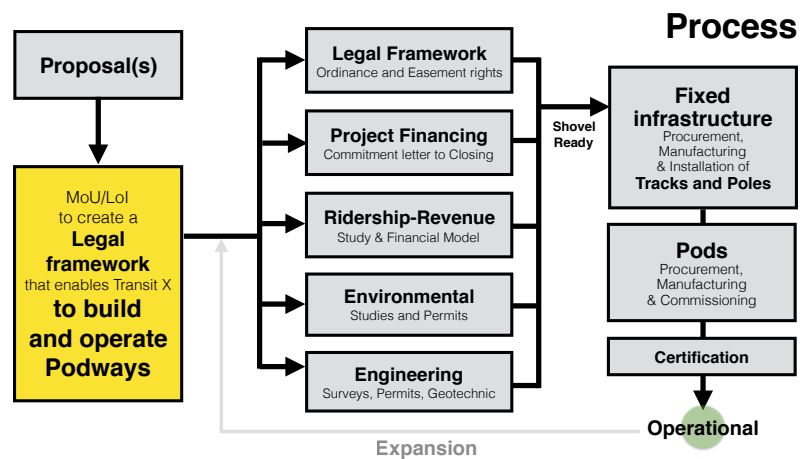 Process
Proposal(s)
MoU/LoI
to create a
Legal
framework
that enables Transit X
to build
and operate
Podways
Legal Framework
Ordinance and Easement rights
Project Financing
Commitment letter to Closing
Ridership-Revenue
Study & Financial Model
Environmental
Studies and Permits
Engineering
Surveys, Permits, Geotechnic
Shovel
Ready
Fixed
infrastructure
Procurement,
Manufacturing
& Installation of
Tracks and Poles
Pods
Procurement,
Manufacturing
& Commissioning
Certification
Operational
Expansion